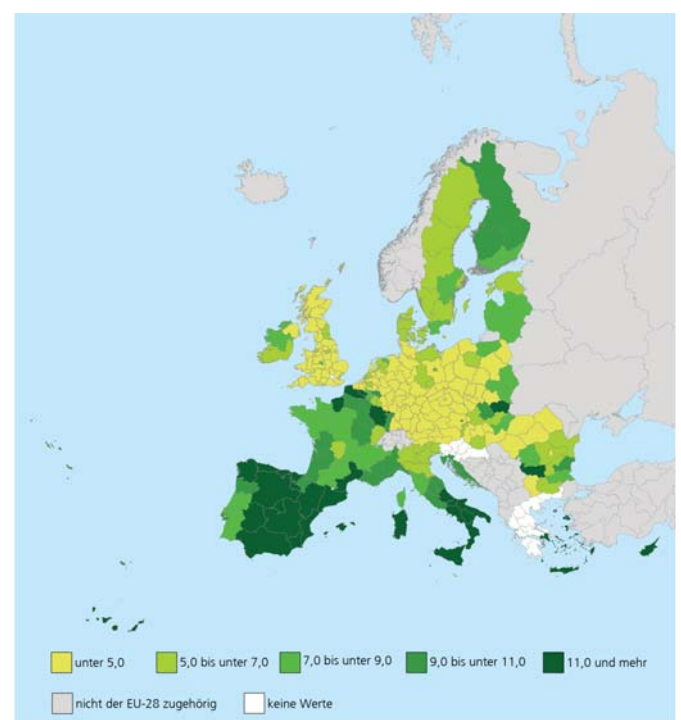 unter 5,0 5,0 bis unter 7,0 7,0 bis unter 9,0 9,0 bis unter 11,0 11,0 und mehr
nicht der EU-28 zugehörig keine Werte